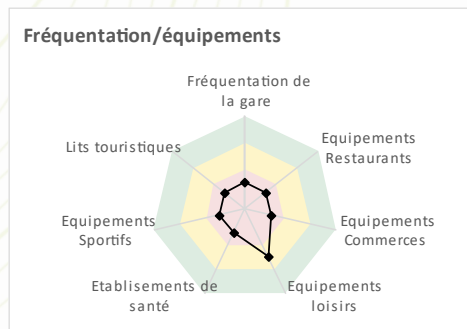 Fréquentation/équipements
Fréquentation de
la gare
Equipements
Restaurants
Equipements
Commerces
Equipements
loisirs
Etablisements de
santé
Equipements
Sportifs
Lits touristiques